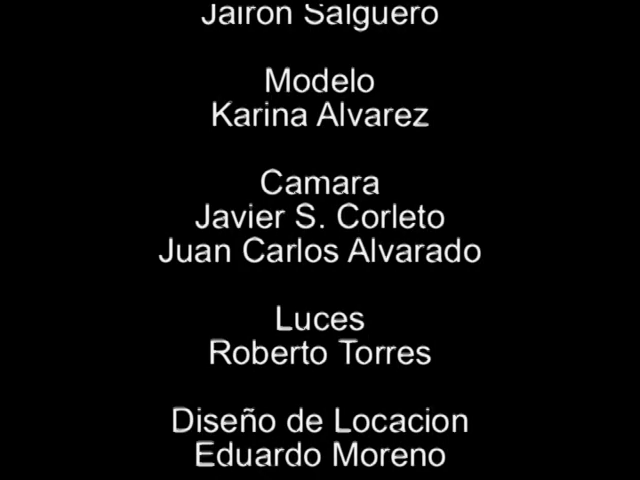 Jairon Salguero
Modelo
Karina Alvarez
Camara
Javier S. Corleto
Juan Carlos Alvarado
Luces
Roberto Torres
Diseño de Locacion
Eduardo Moreno